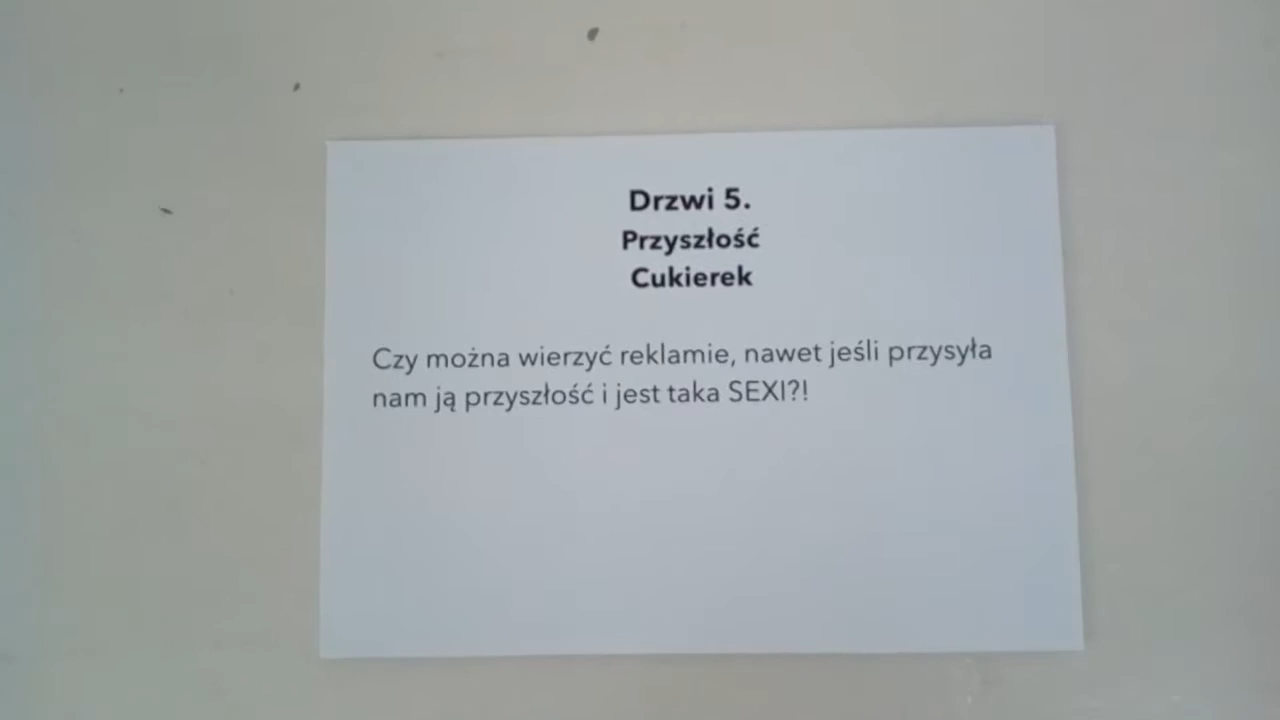 Drzwi 5.
Przyszłość
Cukierek
Czy można wierzyć reklamie, nawet jeśli przysyła
nam ją przyszłość i jest taka SEXI?!